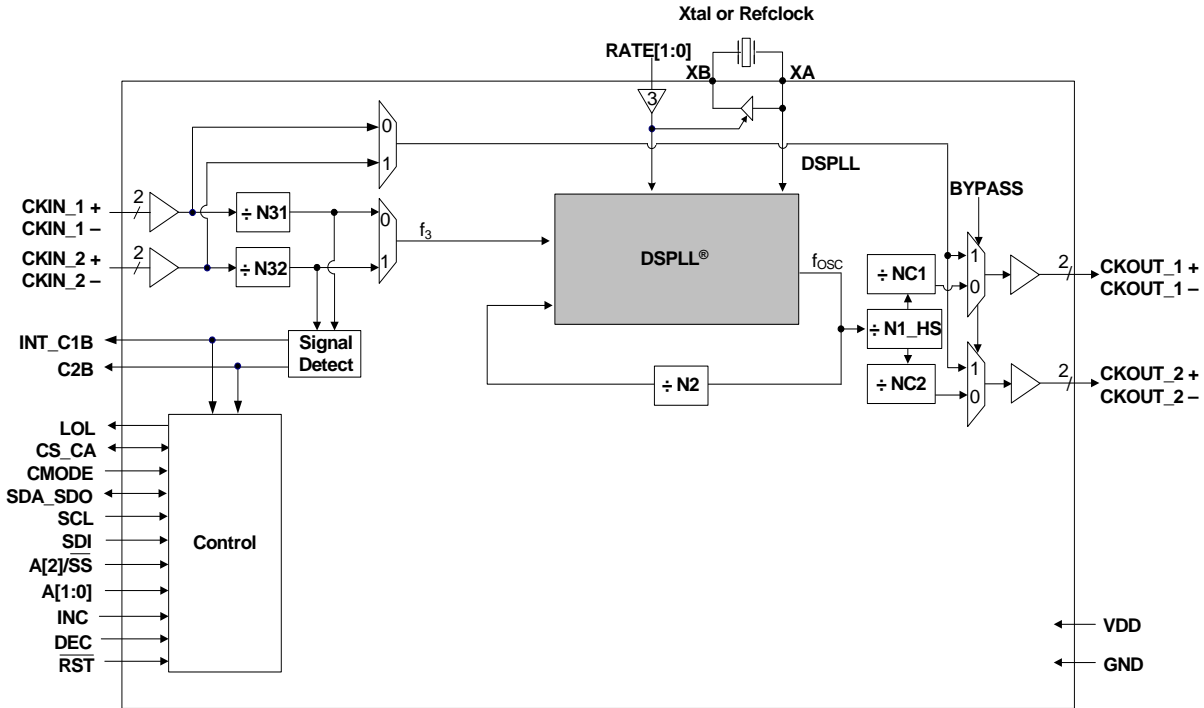 Xtal or Refclock
RATE[1:0]
XB
XA
3
0
1
DSPLL
BYPASS
CKIN_1 +
CKIN_1 –
2
÷ N31
0
CKIN_2 +
CKIN_2 –
2
÷ N32
1
f3
DSPLL®
fOSC
÷ NC1
1
0
2
CKOUT_1 +
CKOUT_1 –
÷ N1_HS
INT_C1B
C2B
Signal
Detect
÷ N2
÷ NC2
1
0
2
CKOUT_2 +
CKOUT_2 –
LOL
CS_CA
CMODE
SDA_SDO
SCL
SDI
A[2]/S̅S̅
A[1:0]
INC
DEC
R̅S̅T̅
Control
VDD
GND